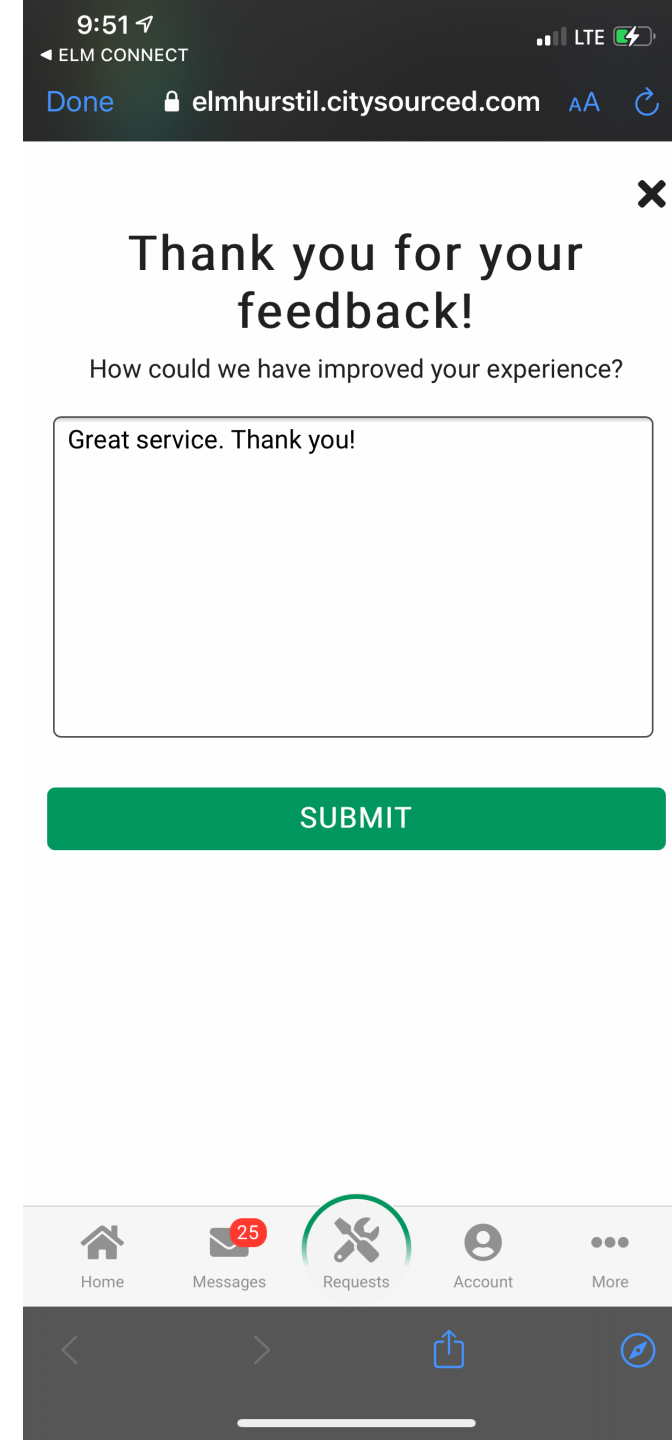 9:51
LTE
◀ ELM CONNECT
Done elmhurstil.citysourced.com AA
Thank you for your
feedback!
How could we have improved your experience?
Great service. Thank you!
SUBMIT
25
Home Messages Requests Account More